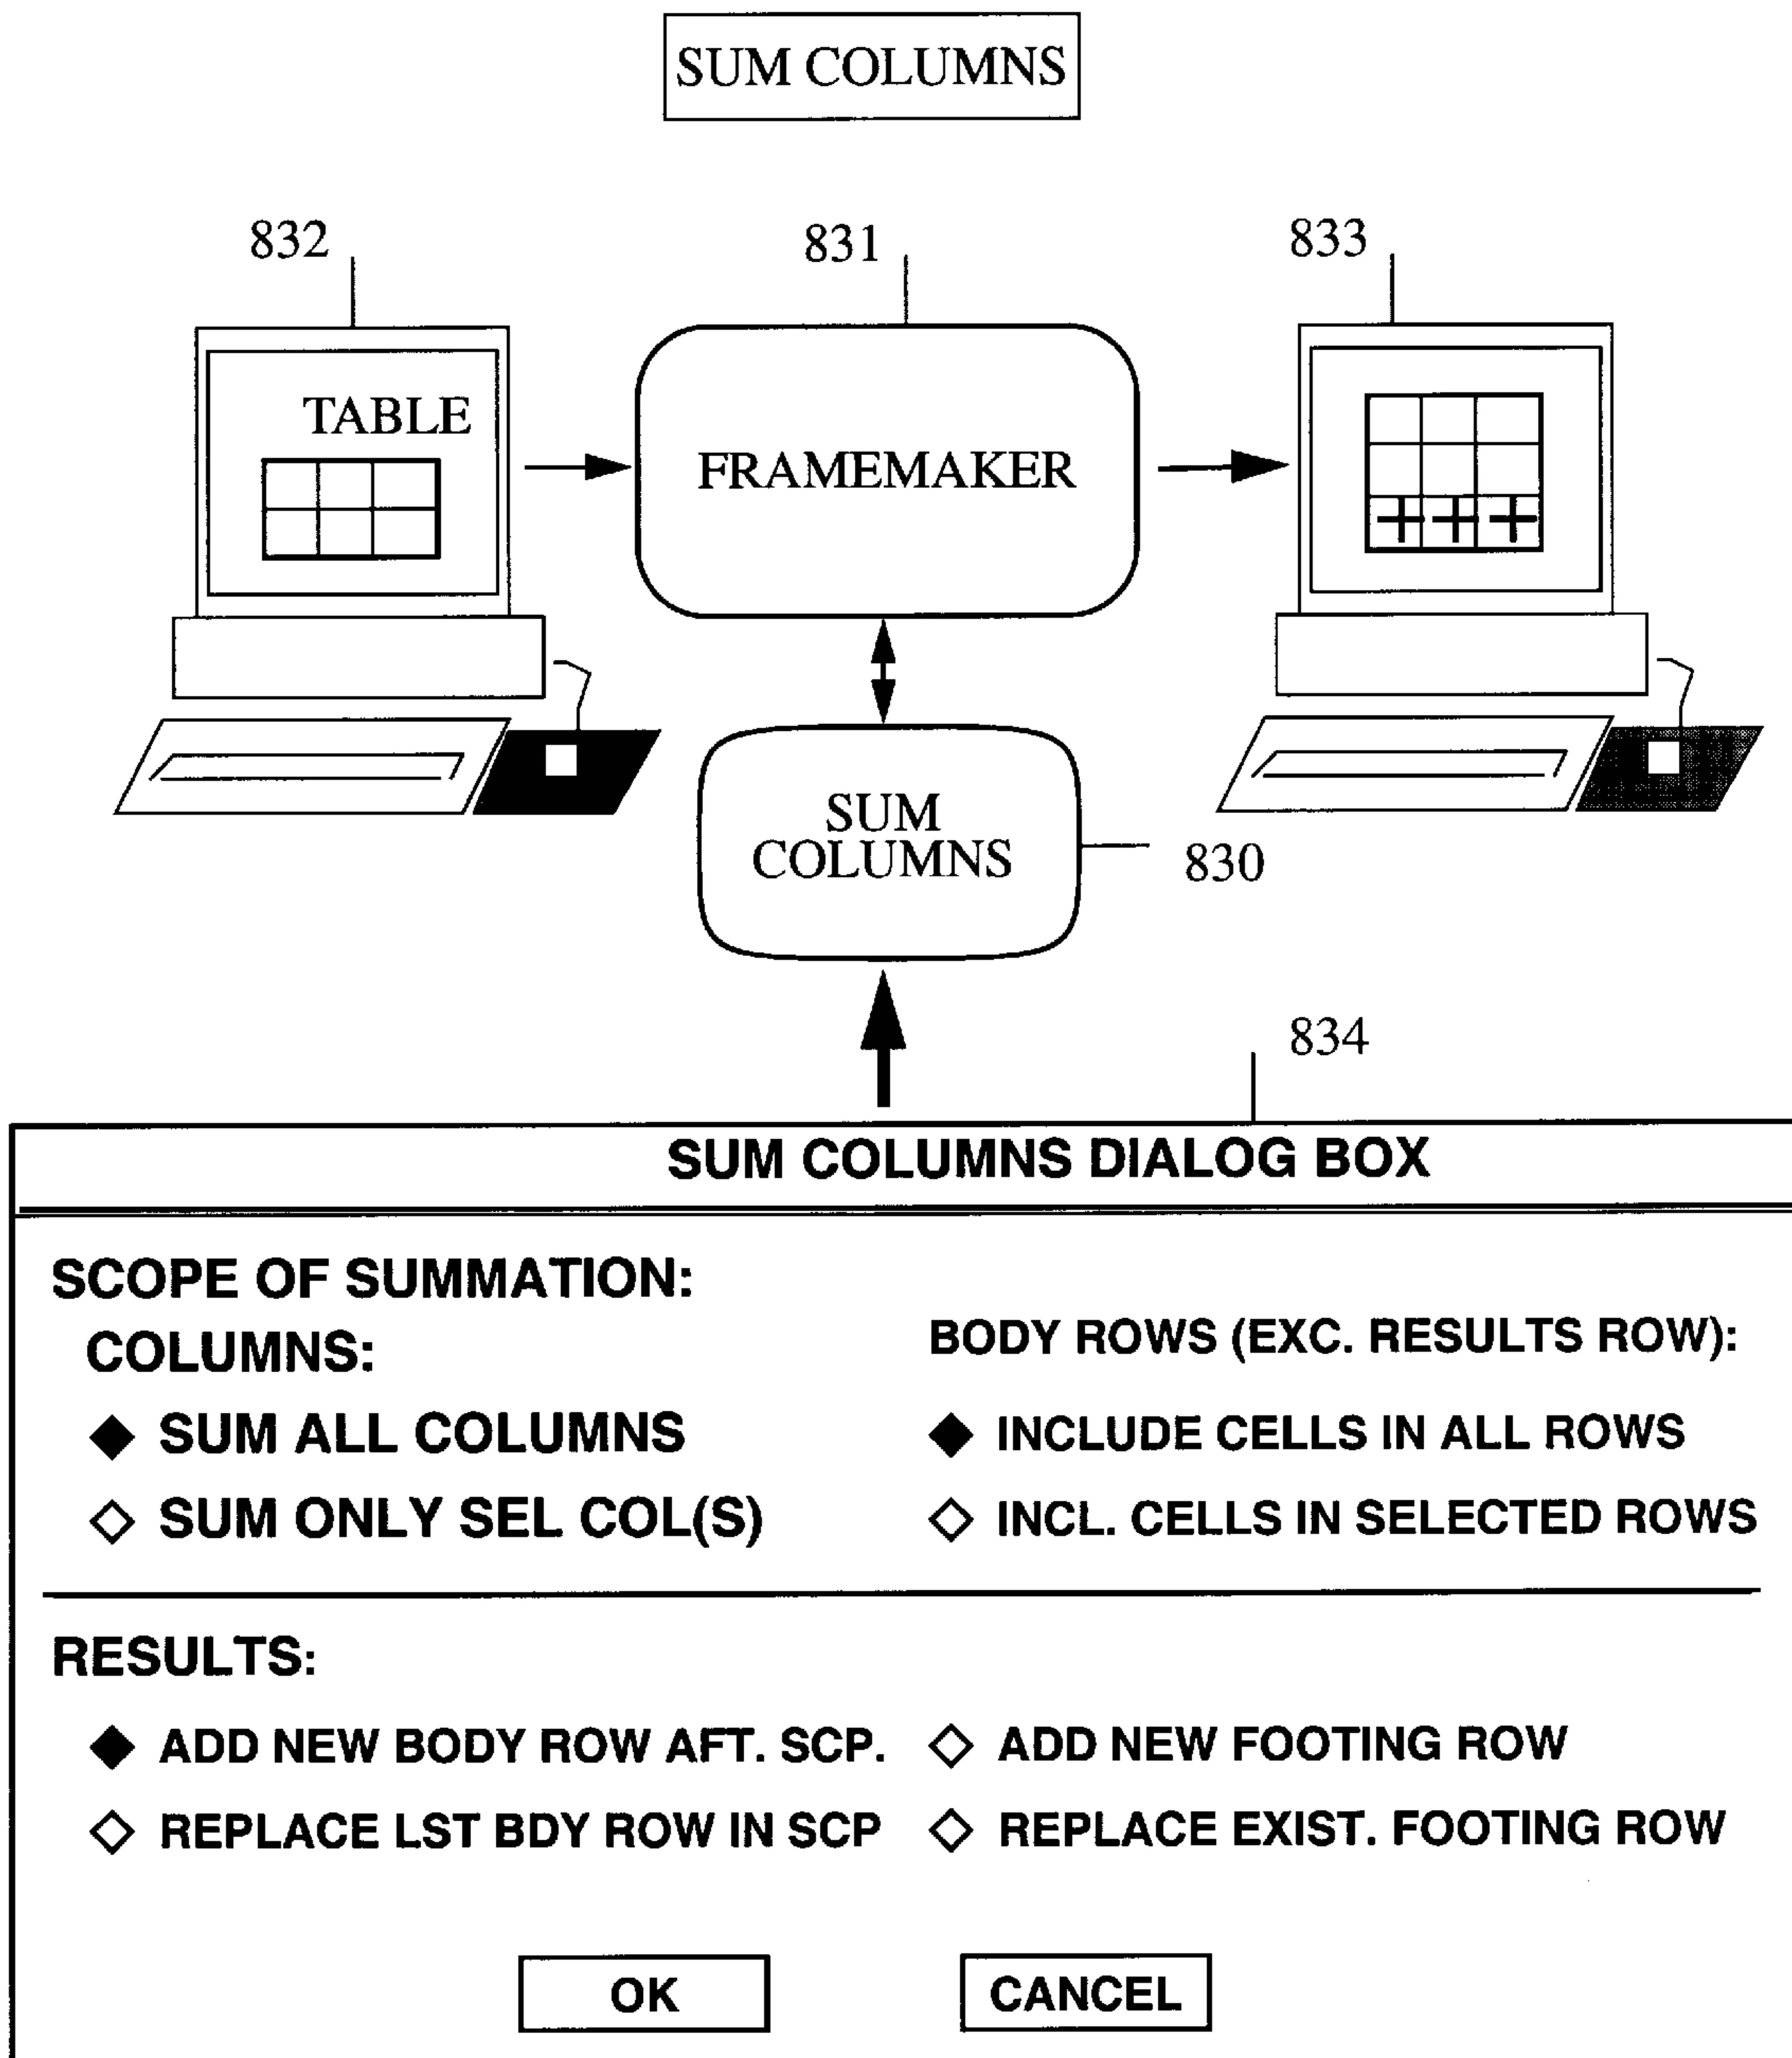 SUM COLUMNS
832
831
833
TABLE
FRAMEMAKER
SUM
COLUMNS
830
834
SUM COLUMNS DIALOG BOX
SCOPE OF SUMMATION:
COLUMNS:
BODY ROWS (EXC. RESULTS ROW):
SUM ALL COLUMNS
INCLUDE CELLS IN ALL ROWS
SUM ONLY SEL COL(S)
INCL. CELLS IN SELECTED ROWS
RESULTS:
ADD NEW BODY ROW AFT. SCP.
ADD NEW FOOTING ROW
REPLACE LST BDY ROW IN SCP
REPLACE EXIST. FOOTING ROW
OK
CANCEL